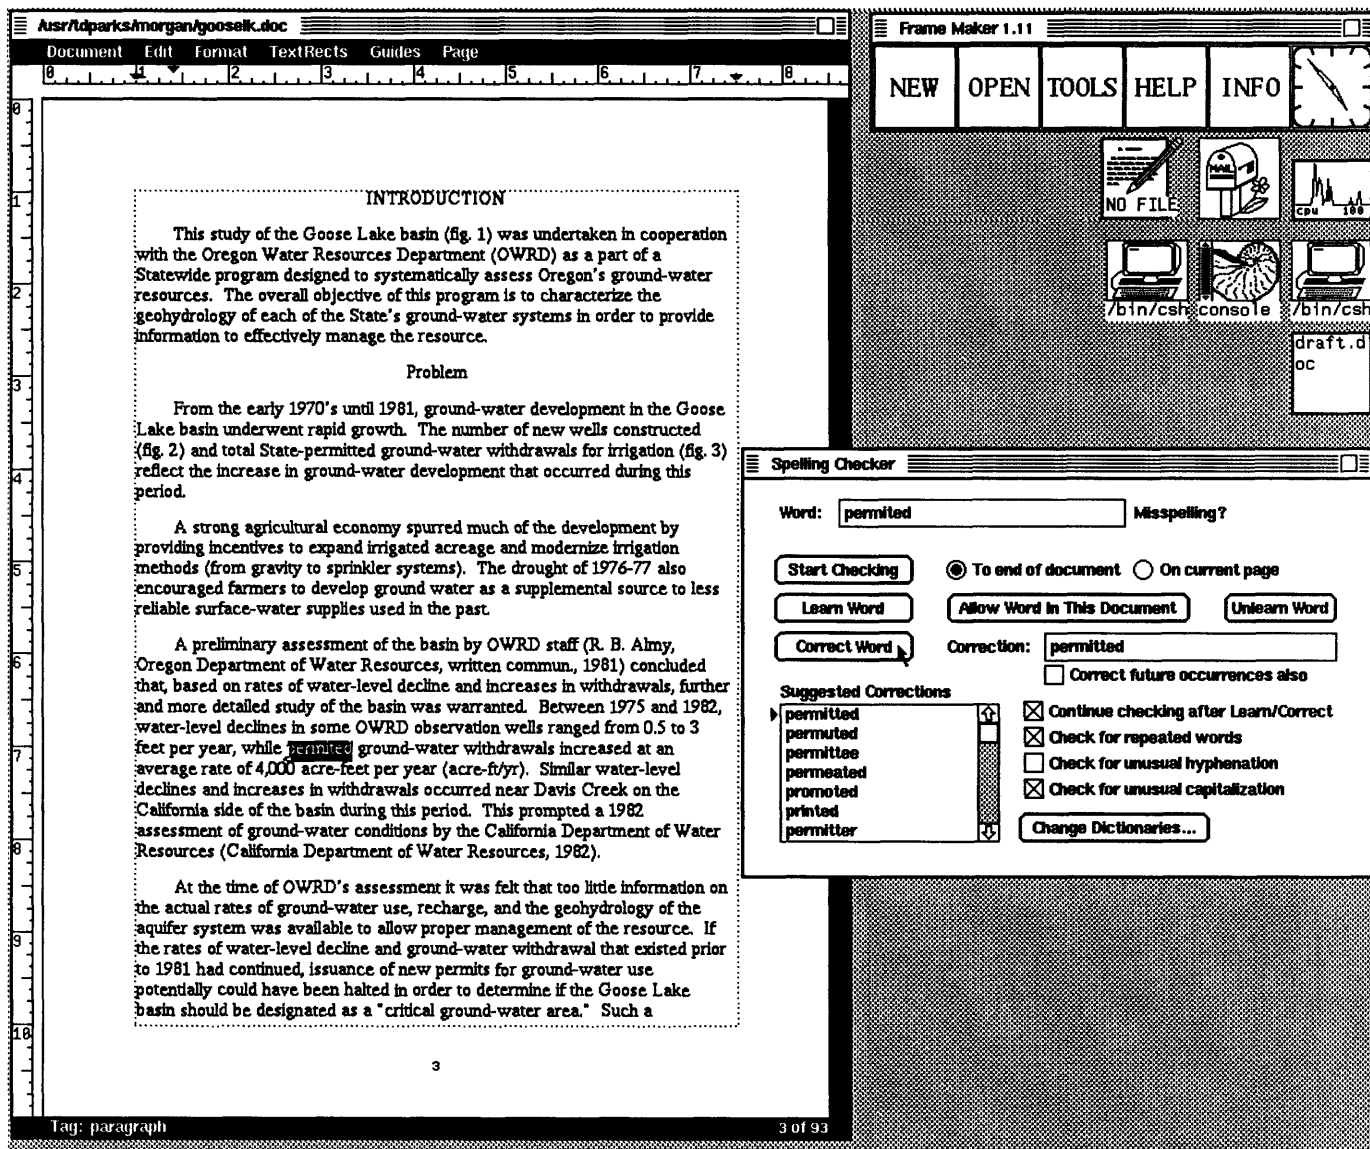 /usr/tdparks/morgan/gooselk.doc
Document Edit Format TextRects Guides Page
0 1 2 3 4 5 6 7 8
0
1
2
3
4
5
6
7
8
9
10
INTRODUCTION
This study of the Goose Lake basin (fig. 1) was undertaken in cooperation
with the Oregon Water Resources Department (OWRD) as a part of a
Statewide program designed to systematically assess Oregon's ground-water
resources. The overall objective of this program is to characterize the
geohydrology of each of the State's ground-water systems in order to provide
information to effectively manage the resource.
Problem
From the early 1970's until 1981, ground-water development in the Goose
Lake basin underwent rapid growth. The number of new wells constructed
(fig. 2) and total State-permitted ground-water withdrawals for irrigation (fig. 3)
reflect the increase in ground-water development that occurred during this
period.
A strong agricultural economy spurred much of the development by
providing incentives to expand irrigated acreage and modernize irrigation
methods (from gravity to sprinkler systems). The drought of 1976-77 also
encouraged farmers to develop ground water as a supplemental source to less
reliable surface-water supplies used in the past.
A preliminary assessment of the basin by OWRD staff (R. B. Almy,
Oregon Department of Water Resources, written commun., 1981) concluded
that, based on rates of water-level decline and increases in withdrawals, further
and more detailed study of the basin was warranted. Between 1975 and 1982,
water-level declines in some OWRD observation wells ranged from 0.5 to 3
feet per year, while permited ground-water withdrawals increased at an
average rate of 4,000 acre-feet per year (acre-ft/yr). Similar water-level
declines and increases in withdrawals occurred near Davis Creek on the
California side of the basin during this period. This prompted a 1982
assessment of ground-water conditions by the California Department of Water
Resources (California Department of Water Resources, 1982).
At the time of OWRD's assessment it was felt that too little information on
the actual rates of ground-water use, recharge, and the geohydrology of the
aquifer system was available to allow proper management of the resource. If
the rates of water-level decline and ground-water withdrawal that existed prior
to 1981 had continued, issuance of new permits for ground-water use
potentially could have been halted in order to determine if the Goose Lake
basin should be designated as a "critical ground-water area." Such a
3
Tag: paragraph 3 of 93
Frame Maker 1.11
NEW OPEN TOOLS HELP INFO
NO FILE
MAIL
cpu 100
/bin/csh console /bin/csh
draft.d
oc
Spelling Checker
Word: permited Misspelling?
Start Checking To end of document On current page
Learn Word Allow Word In This Document Unlearn Word
Correct Word Correction: permitted
Correct future occurrences also
Suggested Corrections
permitted
permuted
permittee
permeated
promoted
printed
permitter
Continue checking after Learn/Correct
Check for repeated words
Check for unusual hyphenation
Check for unusual capitalization
Change Dictionaries...